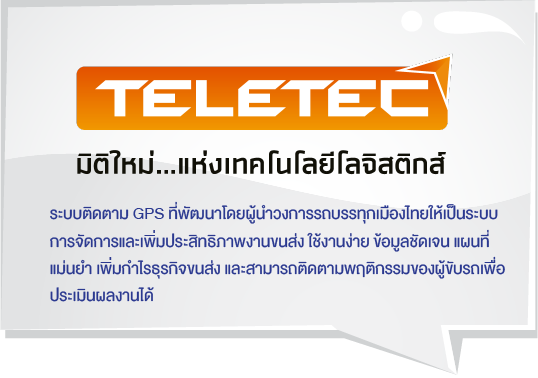 TELETEC
มิติใหม่...แห่งเทคโนโลยีโลจิสติกส์
ระบบติดตาม GPS ที่พัฒนาโดยผู้นำวงการรถบรรทุกเมืองไทยให้เป็นระบบ
การจัดการและเพิ่มประสิทธิภาพงานขนส่ง ใช้งานง่าย ข้อมูลชัดเจน แผนที่
แม่นยำ เพิ่มกำไรธุรกิจขนส่ง และสามารถติดตามพฤติกรรมของผู้ขับรถเพื่อ
ประเมินผลงานได้